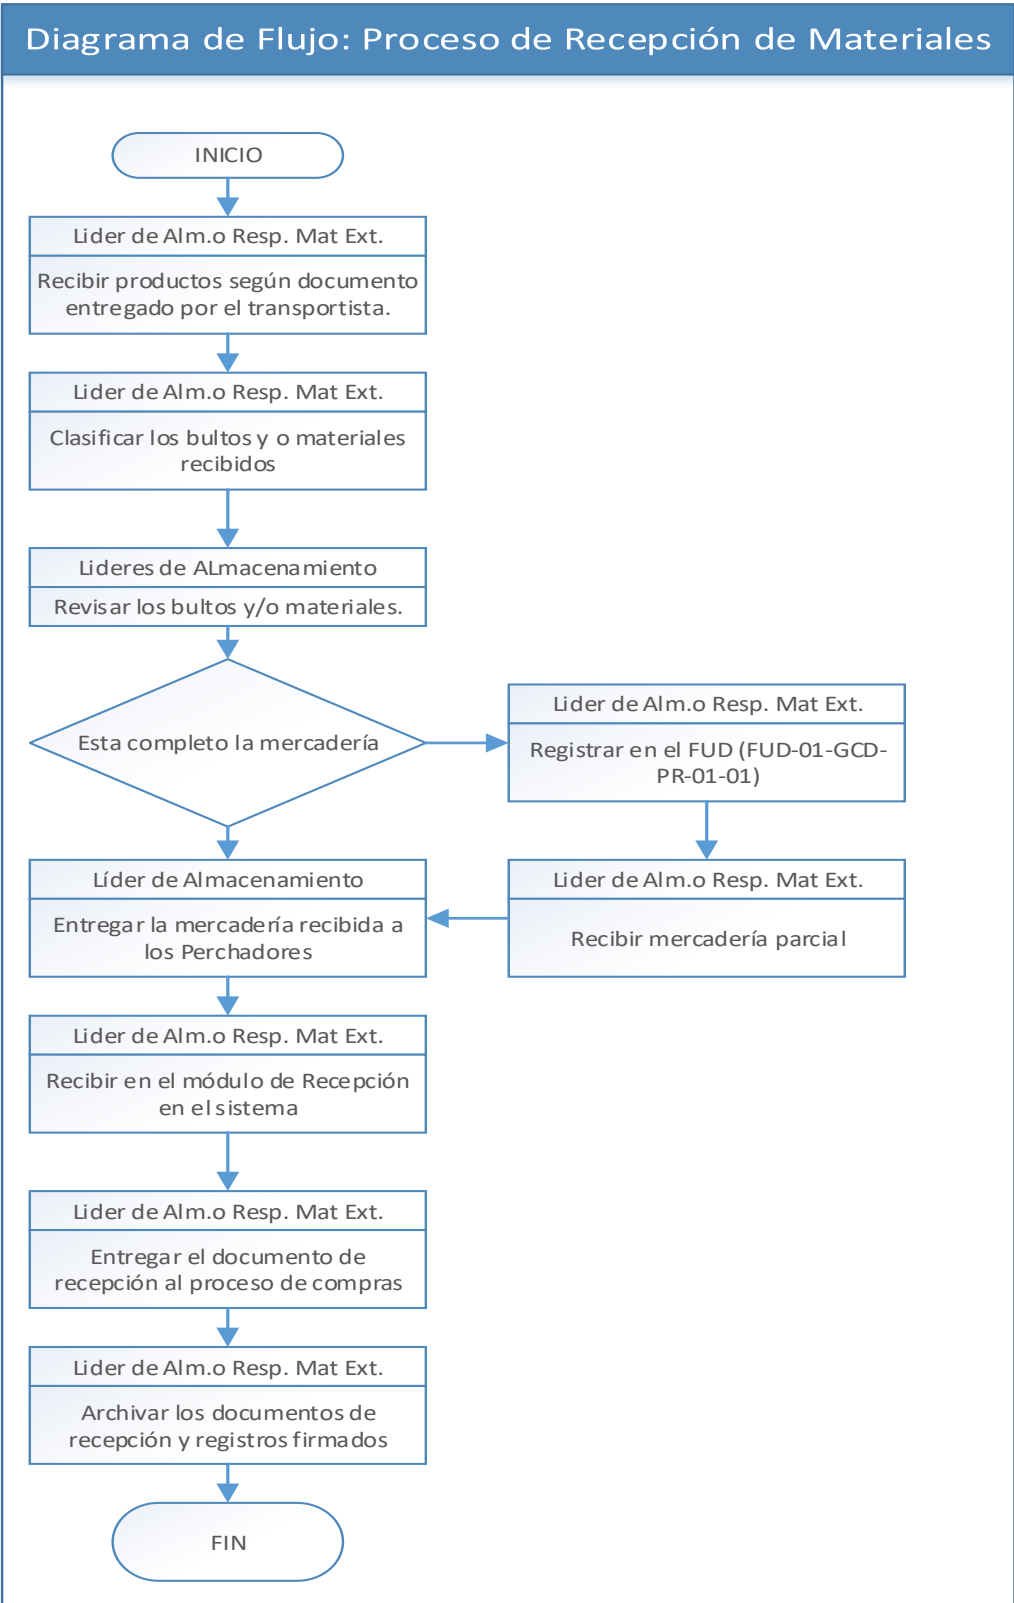 Diagrama de Flujo: Proceso de Recepción de Materiales
INICIO
Lider de Alm.o Resp. Mat Ext.
Recibir productos según documento
entregado por el transportista.
Lider de Alm.o Resp. Mat Ext.
Clasificar los bultos y o materiales
recibidos
Lideres de ALmacenamiento
Revisar los bultos y/o materiales.
Esta completo la mercadería
Lider de Alm.o Resp. Mat Ext.
Registrar en el FUD (FUD-01-GCD-
PR-01-01)
Lider de Alm.o Resp. Mat Ext.
Recibir mercadería parcial
Líder de Almacenamiento
Entregar la mercadería recibida a
los Perchadores
Lider de Alm.o Resp. Mat Ext.
Recibir en el módulo de Recepción
en el sistema
Lider de Alm.o Resp. Mat Ext.
Entregar el documento de
recepción al proceso de compras
Lider de Alm.o Resp. Mat Ext.
Archivar los documentos de
recepción y registros firmados
FIN